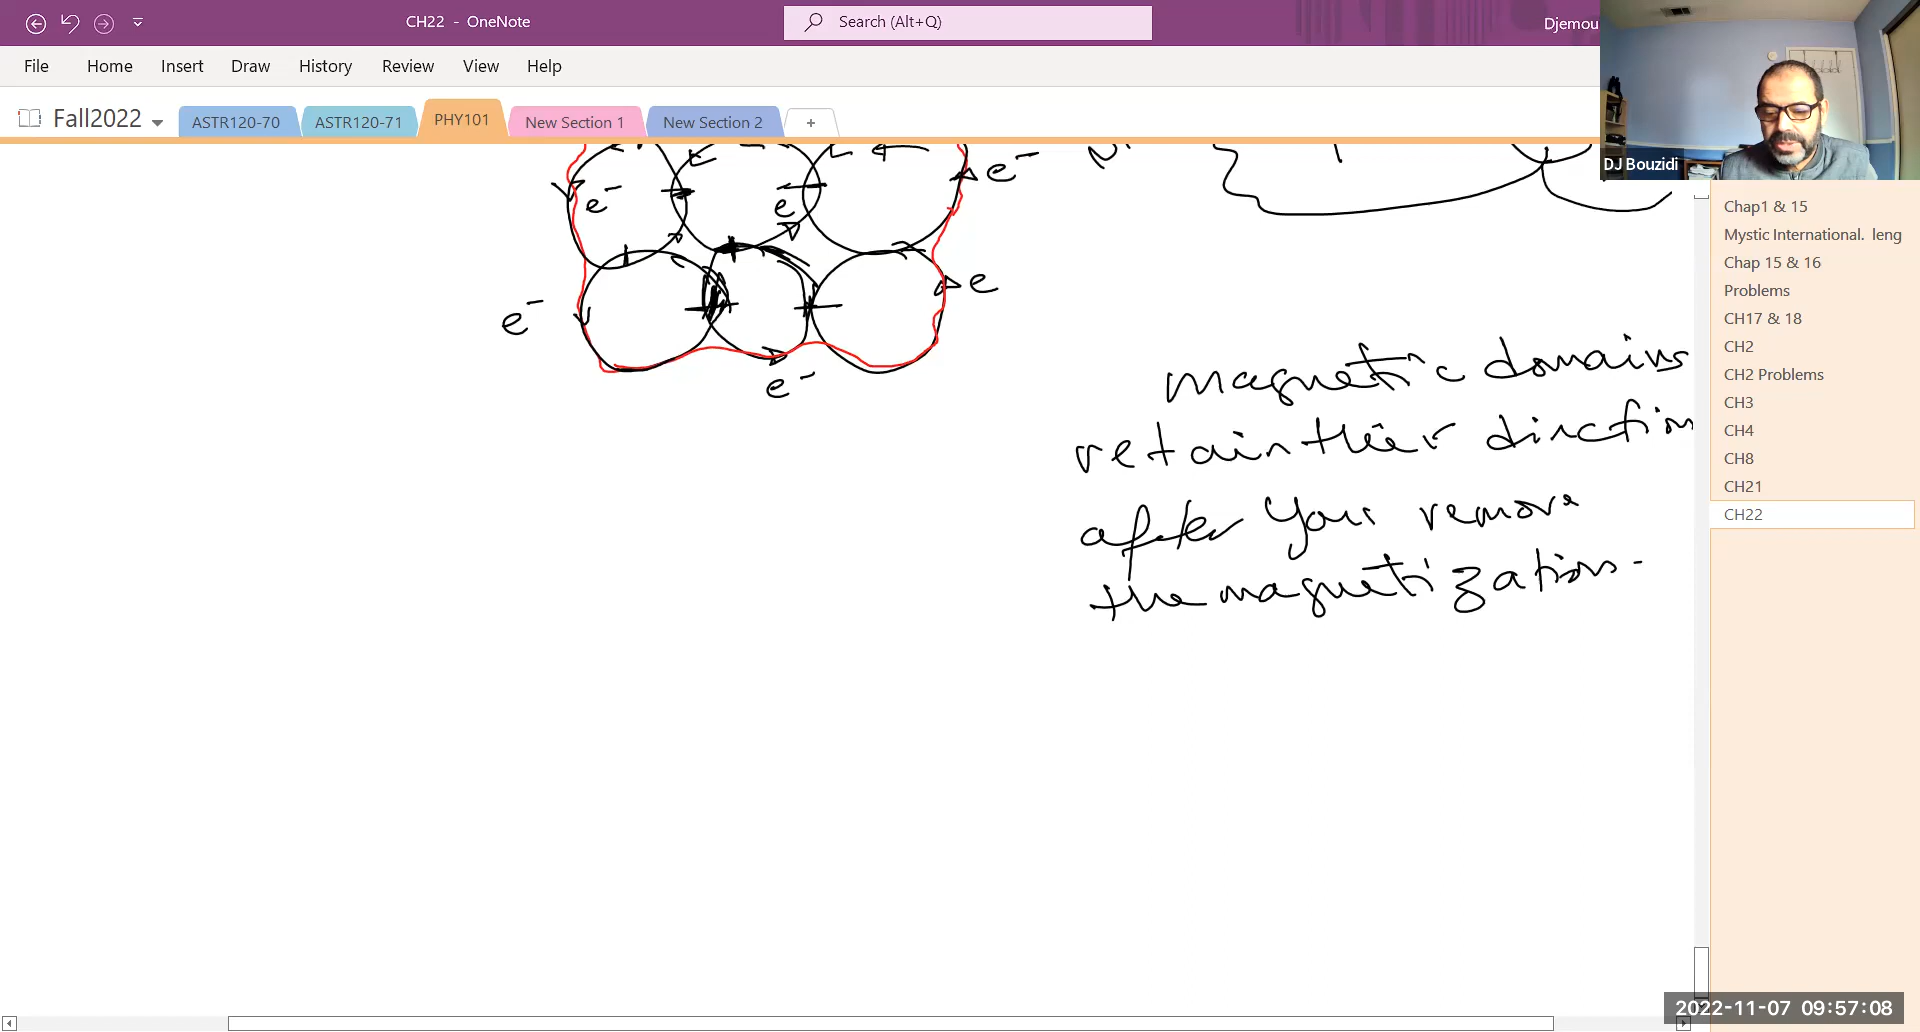 CH22 - OneNote
Search (Alt+Q)
Djemou
File Home Insert Draw History Review View Help
Fall2022 ASTR120-70 ASTR120-71 PHY101 New Section 1 New Section 2 +
DJ Bouzidi
Chap1 & 15
Mystic International. leng
Chap 15 & 16
Problems
CH17 & 18
CH2
CH2 Problems
CH3
CH4
CH8
CH21
CH22
e⁻ e e⁻
e⁻ e
e⁻
magnetic domains
retain thier direction
after you remove
the magnetization.
2022-11-07 09:57:08